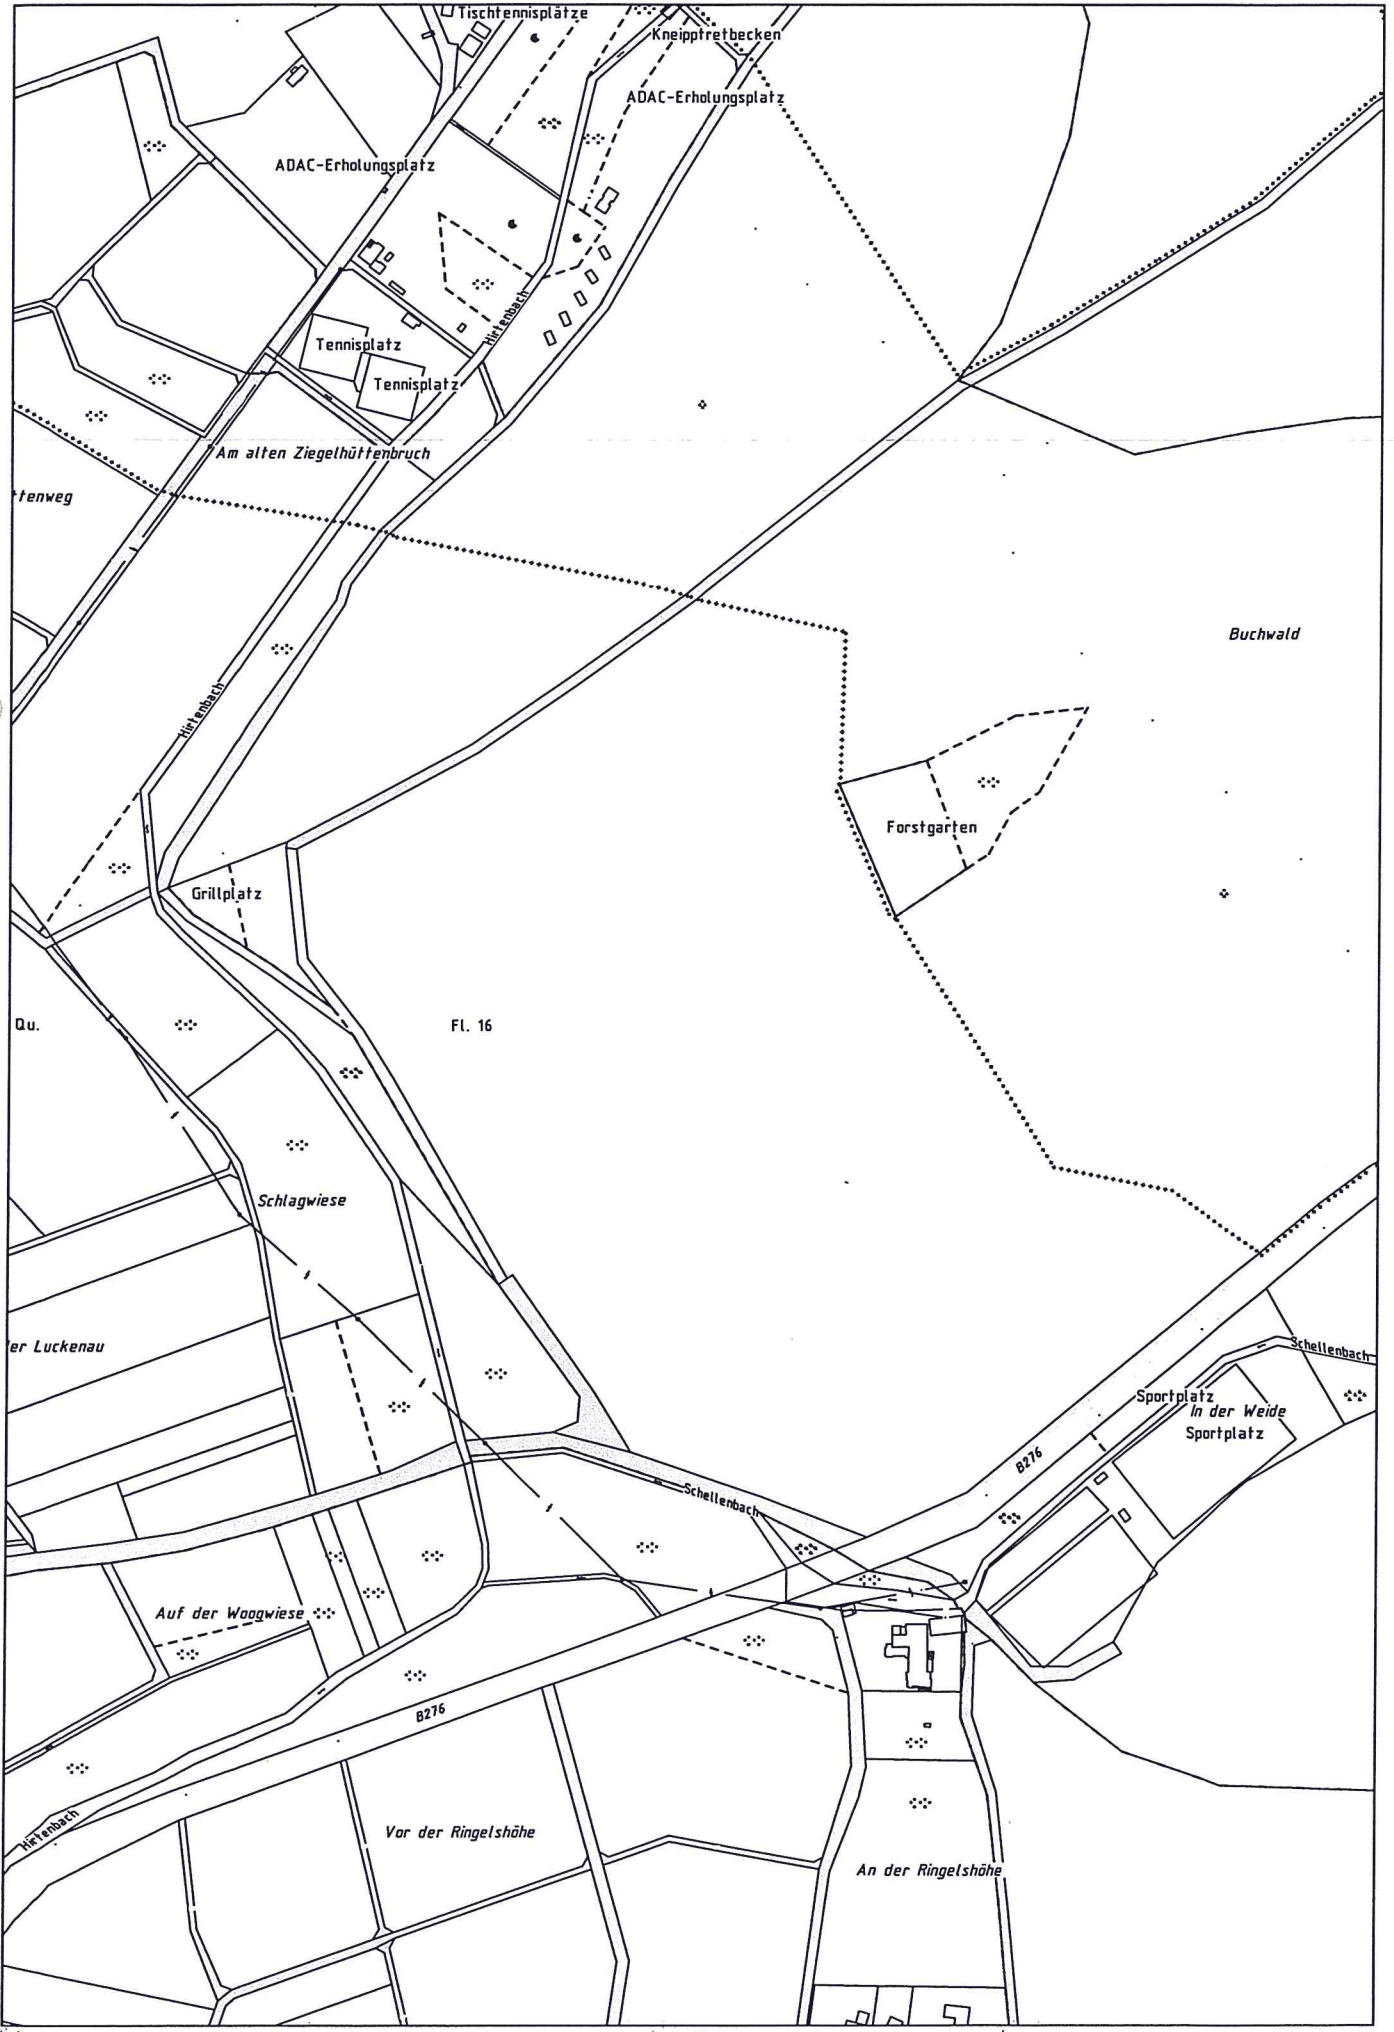 Tischtennisplätze
Kneipptretbecken
ADAC-Erholungsplatz
ADAC-Erholungsplatz
Hirtenbach
Tennisplatz
Tennisplatz
Am alten Ziegelhüttenbruch
ttenweg
Buchwald
Hirtenbach
Forstgarten
Grillplatz
Qu.
Fl. 16
Schlagwiese
er Luckenau
Schellenbach
Sportplatz
In der Weide
Sportplatz
B276
Schellenbach
Auf der Woogwiese
B276
Hirtenbach
Vor der Ringelshöhe
An der Ringelshöhe